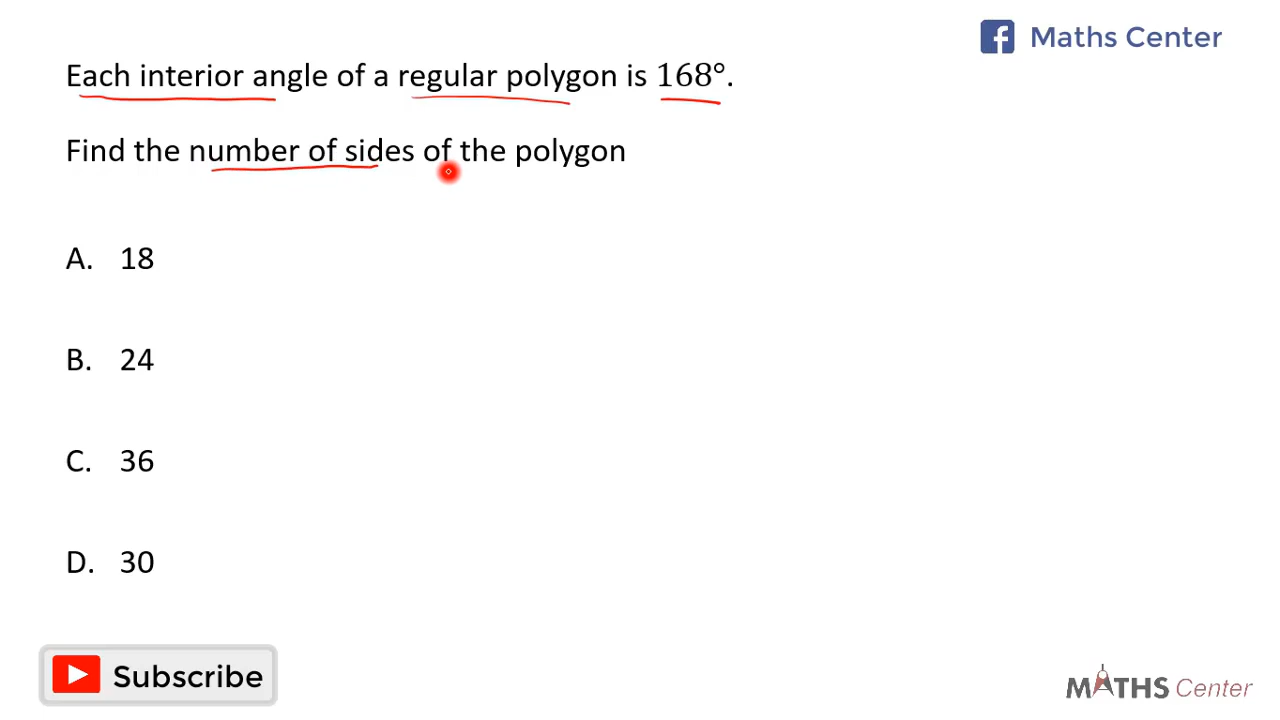 Maths Center
Each interior angle of a regular polygon is 168°.
Find the number of sides of the polygon
A. 18
B. 24
C. 36
D. 30
Subscribe
MATHS Center